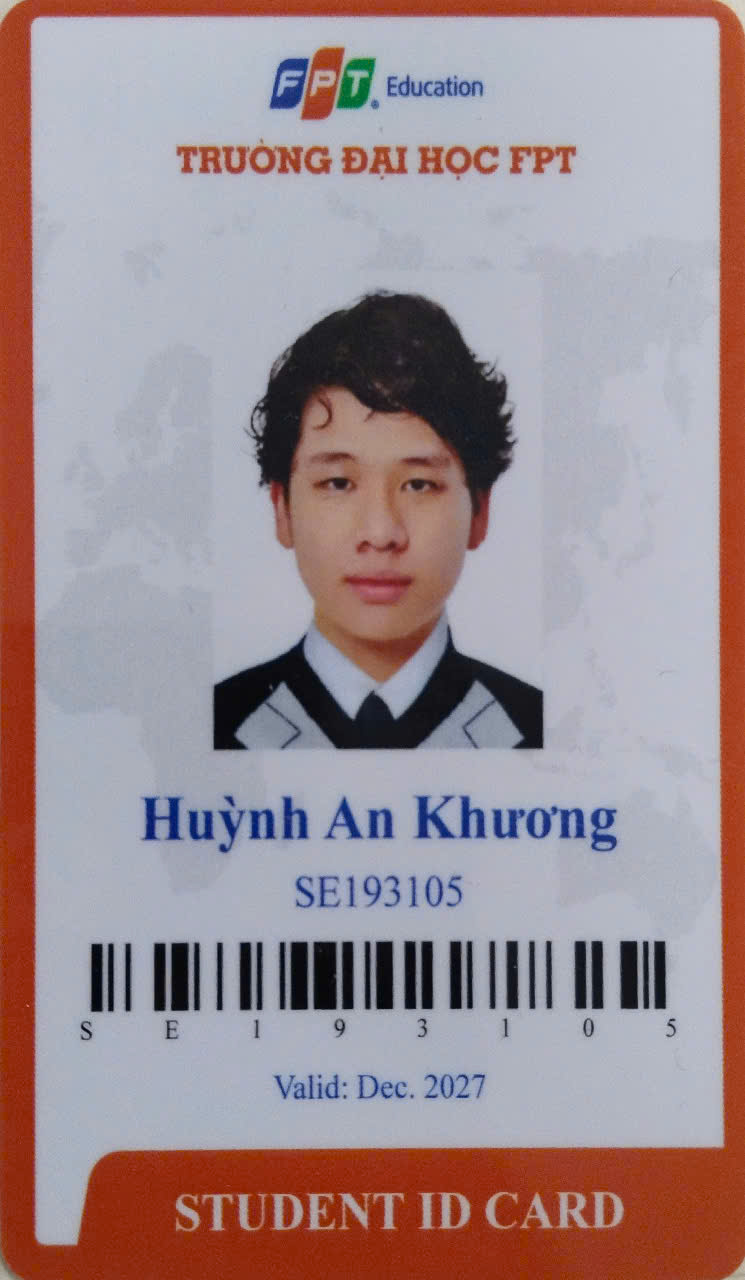 FPT Education
TRƯỜNG ĐẠI HỌC FPT
Huỳnh An Khương
SE193105
S E 1 9 3 1 0 5
Valid: Dec. 2027
STUDENT ID CARD